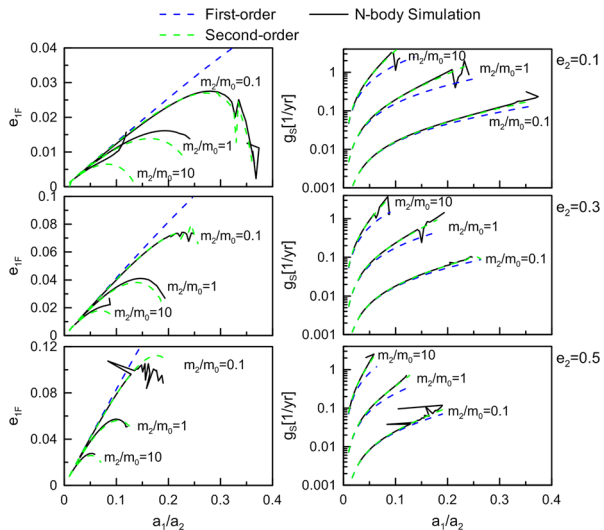 First-order
N-body Simulation
Second-order
0.04
0.03
0.02
0.01
0
e1F
m2/m0=0.1
m2/m0=1
m2/m0=10
1
0.1
0.01
0.001
gS[1/yr]
m2/m0=10
m2/m0=1
m2/m0=0.1
e2=0.1
0.1
0.08
0.06
0.04
0.02
0
e1F
m2/m0=0.1
m2/m0=1
m2/m0=10
1
0.1
0.01
0.001
gS[1/yr]
m2/m0=10
m2/m0=1
m2/m0=0.1
e2=0.3
0.12
0.08
0.04
0
e1F
m2/m0=0.1
m2/m0=1
m2/m0=10
0 0.1 0.2 0.3 0.4
a1/a2
1
0.1
0.01
0.001
gS[1/yr]
m2/m0=10
m2/m0=1
m2/m0=0.1
e2=0.5
0 0.1 0.2 0.3 0.4
a1/a2